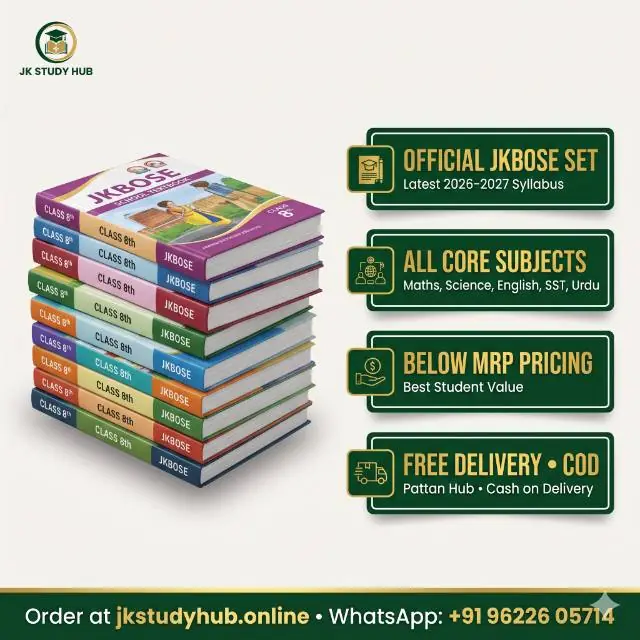 JK STUDY HUB
JKBOSE
SCHOOL TEXTBOOK
CLASS 8th
CLASS 8th CLASS 8th JKBOSE
CLASS 8th CLASS 8th JKBOSE
CLASS 8th CLASS 8th JKBOSE
CLASS 8th CLASS 8th JKBOSE
CLASS 8th CLASS 8th JKBOSE
CLASS 8th CLASS 8th JKBOSE
CLASS 8th CLASS 8th JKBOSE
CLASS 8th CLASS 8th JKBOSE
CLASS 8th CLASS 8th JKBOSE
OFFICIAL JKBOSE SET
Latest 2026-2027 Syllabus
ALL CORE SUBJECTS
Maths, Science, English, SST, Urdu
BELOW MRP PRICING
Best Student Value
FREE DELIVERY • COD
Pattan Hub • Cash on Delivery
Order at jkstudyhub.online • WhatsApp: +91 96226 05714